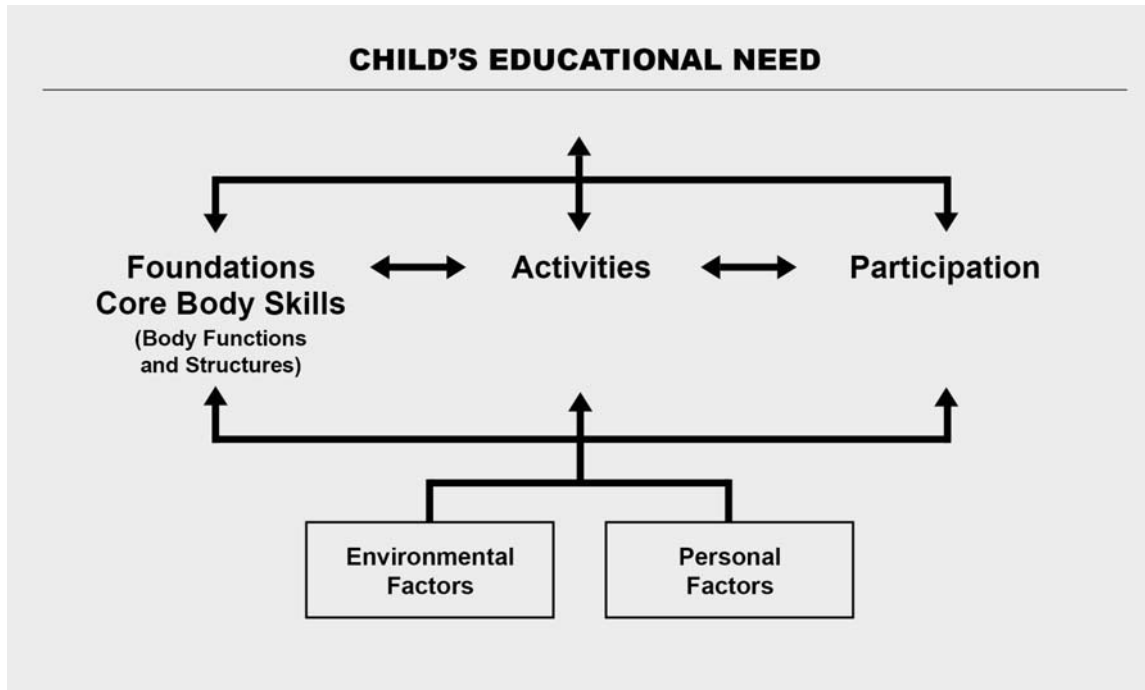 CHILD'S EDUCATIONAL NEED
Foundations
Core Body Skills
(Body Functions
and Structures)
Activities
Participation
Environmental
Factors
Personal
Factors